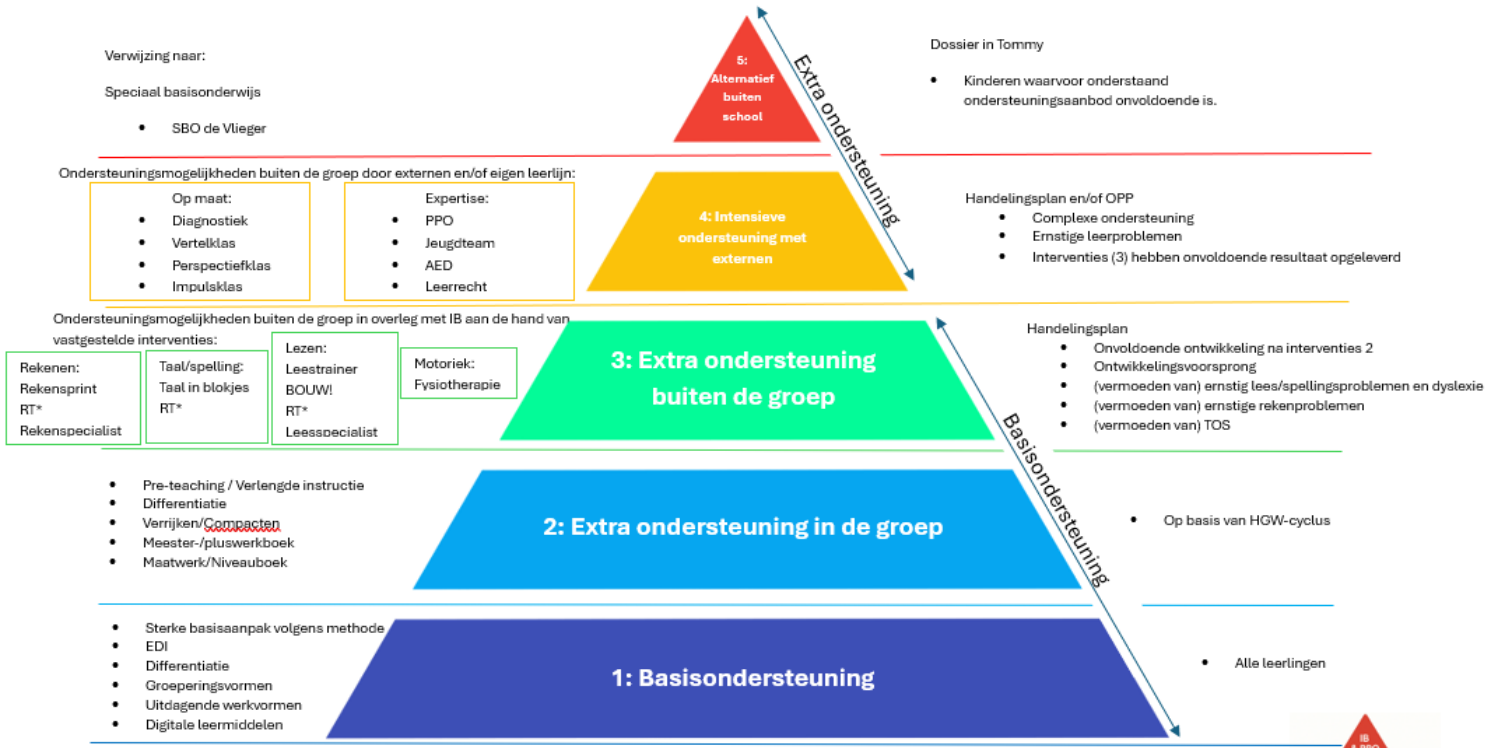 Verwijzing naar:
Speciaal basisonderwijs
• SBO de Vlieger
5:
Alternatief
buiten
school
Extra ondersteuning
Dossier in Tommy
• Kinderen waarvoor onderstaand
ondersteuningsaanbod onvoldoende is.
Ondersteuningsmogelijkheden buiten de groep door externen en/of eigen leerlijn:
Op maat:
• Diagnostiek
• Vertelklas
• Perspectiefklas
• Impulsklas
Expertise:
• PPO
• Jeugdteam
• AED
• Leerrecht
4: Intensieve
ondersteuning met
externen
Handelingsplan en/of OPP
• Complexe ondersteuning
• Ernstige leerproblemen
• Interventies (3) hebben onvoldoende resultaat opgeleverd
Ondersteuningsmogelijkheden buiten de groep in overleg met IB aan de hand van
vastgestelde interventies:
Rekenen:
Rekensprint
RT*
Rekenspecialist
Taal/spelling:
Taal in blokjes
RT*
Lezen:
Leestrainer
BOUW!
RT*
Leesspecialist
Motoriek:
Fysiotherapie
3: Extra ondersteuning
buiten de groep
Handelingsplan
• Onvoldoende ontwikkeling na interventies 2
• Ontwikkelingsvoorsprong
• (vermoeden van) ernstig lees/spellingsproblemen en dyslexie
• (vermoeden van) ernstige rekenproblemen
• (vermoeden van) TOS
Basisondersteuning
• Pre-teaching / Verlengde instructie
• Differentiatie
• Verrijken/Compacten
• Meester-/pluswerkboek
• Maatwerk/Niveauboek
2: Extra ondersteuning in de groep
• Op basis van HGW-cyclus
• Sterke basisaanpak volgens methode
• EDI
• Differentiatie
• Groeperingsvormen
• Uitdagende werkvormen
• Digitale leermiddelen
1: Basisondersteuning
• Alle leerlingen
IB